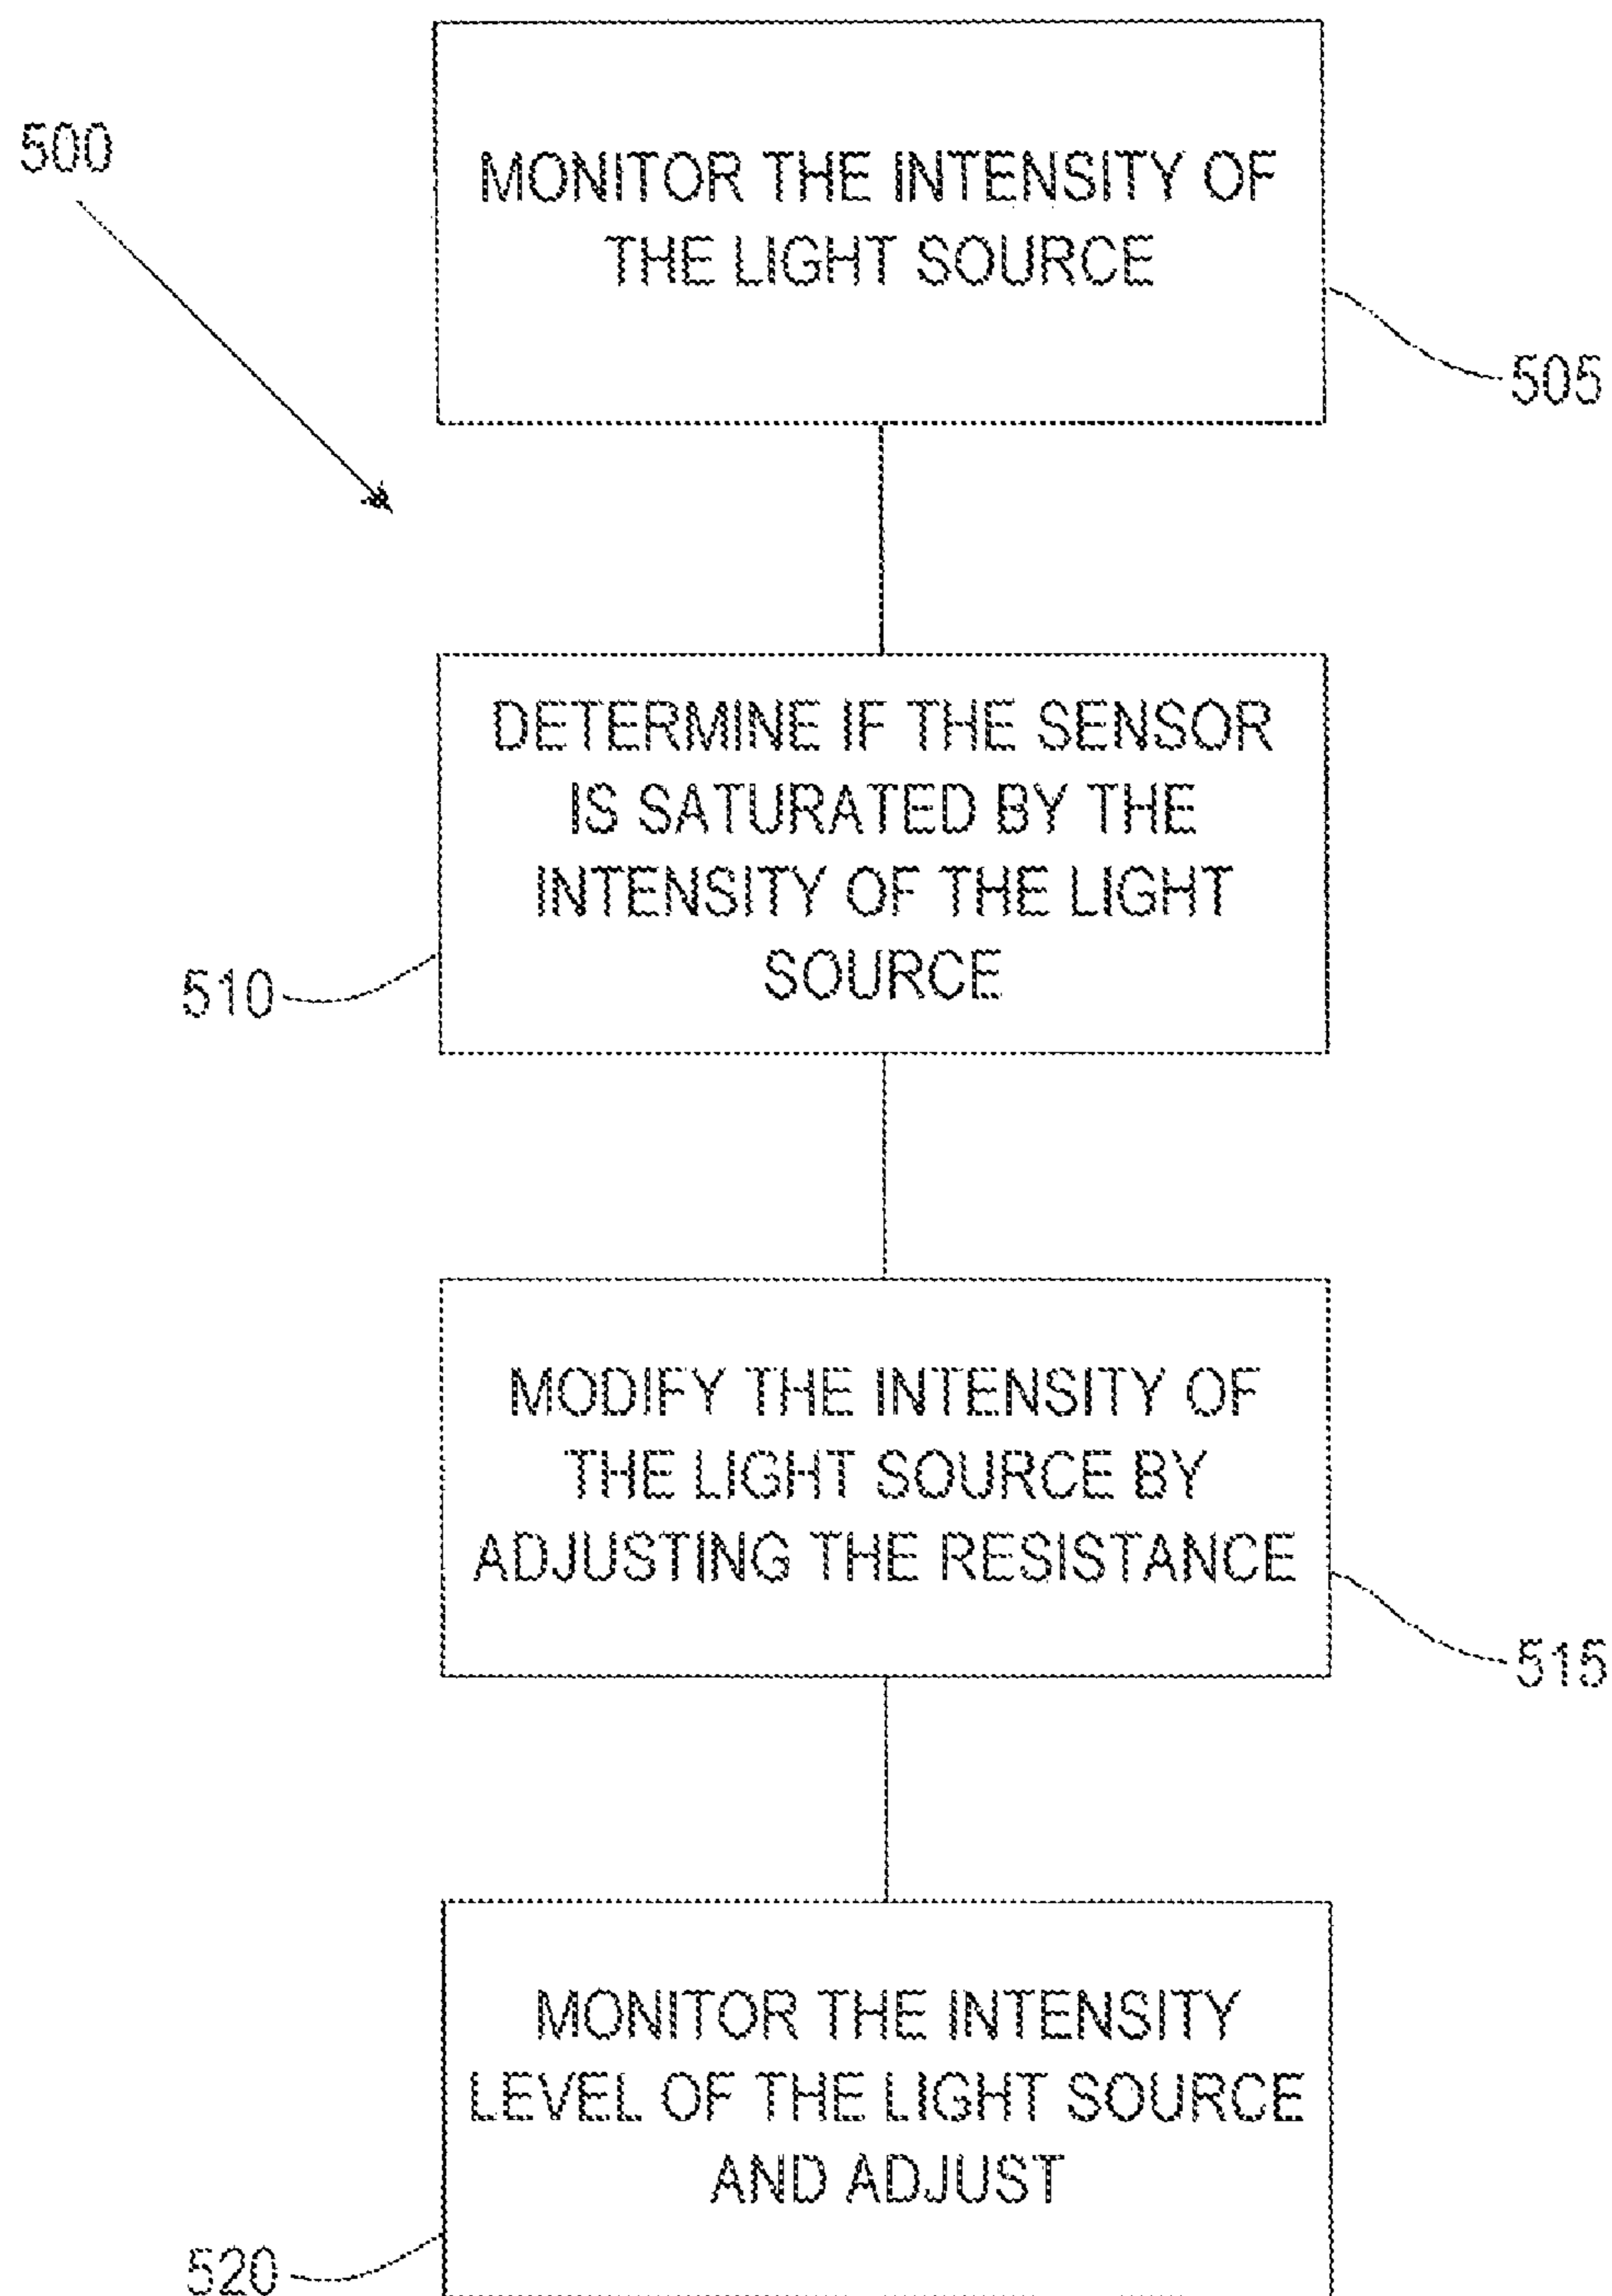 500
MONITOR THE INTENSITY OF
THE LIGHT SOURCE
505
DETERMINE IF THE SENSOR
IS SATURATED BY THE
INTENSITY OF THE LIGHT
SOURCE
510
MODIFY THE INTENSITY OF
THE LIGHT SOURCE BY
ADJUSTING THE RESISTANCE
515
MONITOR THE INTENSITY
LEVEL OF THE LIGHT SOURCE
AND ADJUST
520